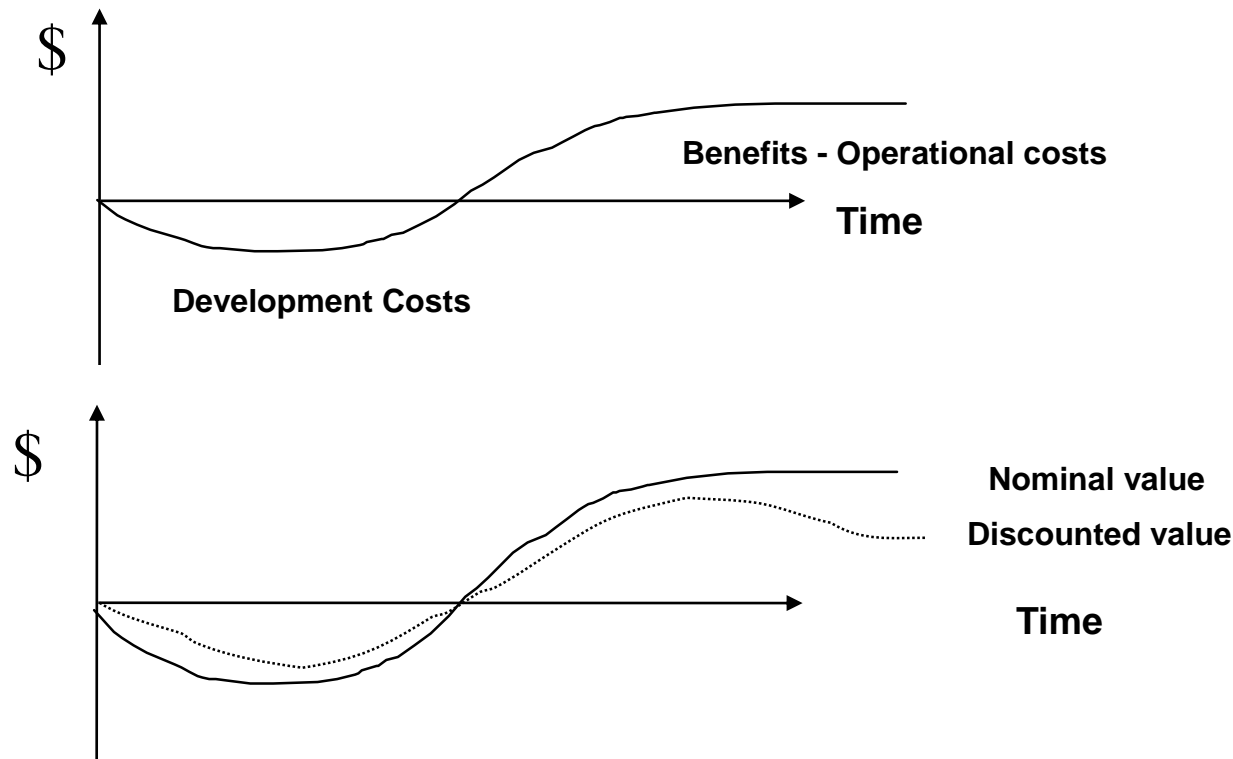 $
Benefits - Operational costs
Time
Development Costs
$
Nominal value
Discounted value
Time